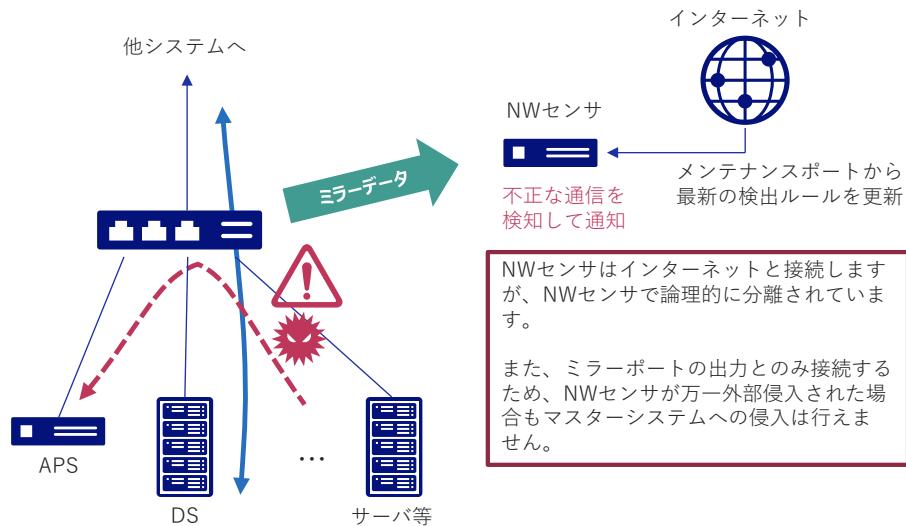 インターネット
他システムへ
NWセンサ
ミラーデータ
メンテナンスポートから
最新の検出ルールを更新
不正な通信を
検知して通知
NWセンサはインターネットと接続します
が、NWセンサで論理的に分離されていま
す。
また、ミラーポートの出力とのみ接続する
ため、NWセンサが万一外部侵入された場
合もマスターシステムへの侵入は行えま
せん。
APS
DS
…
サーバ等